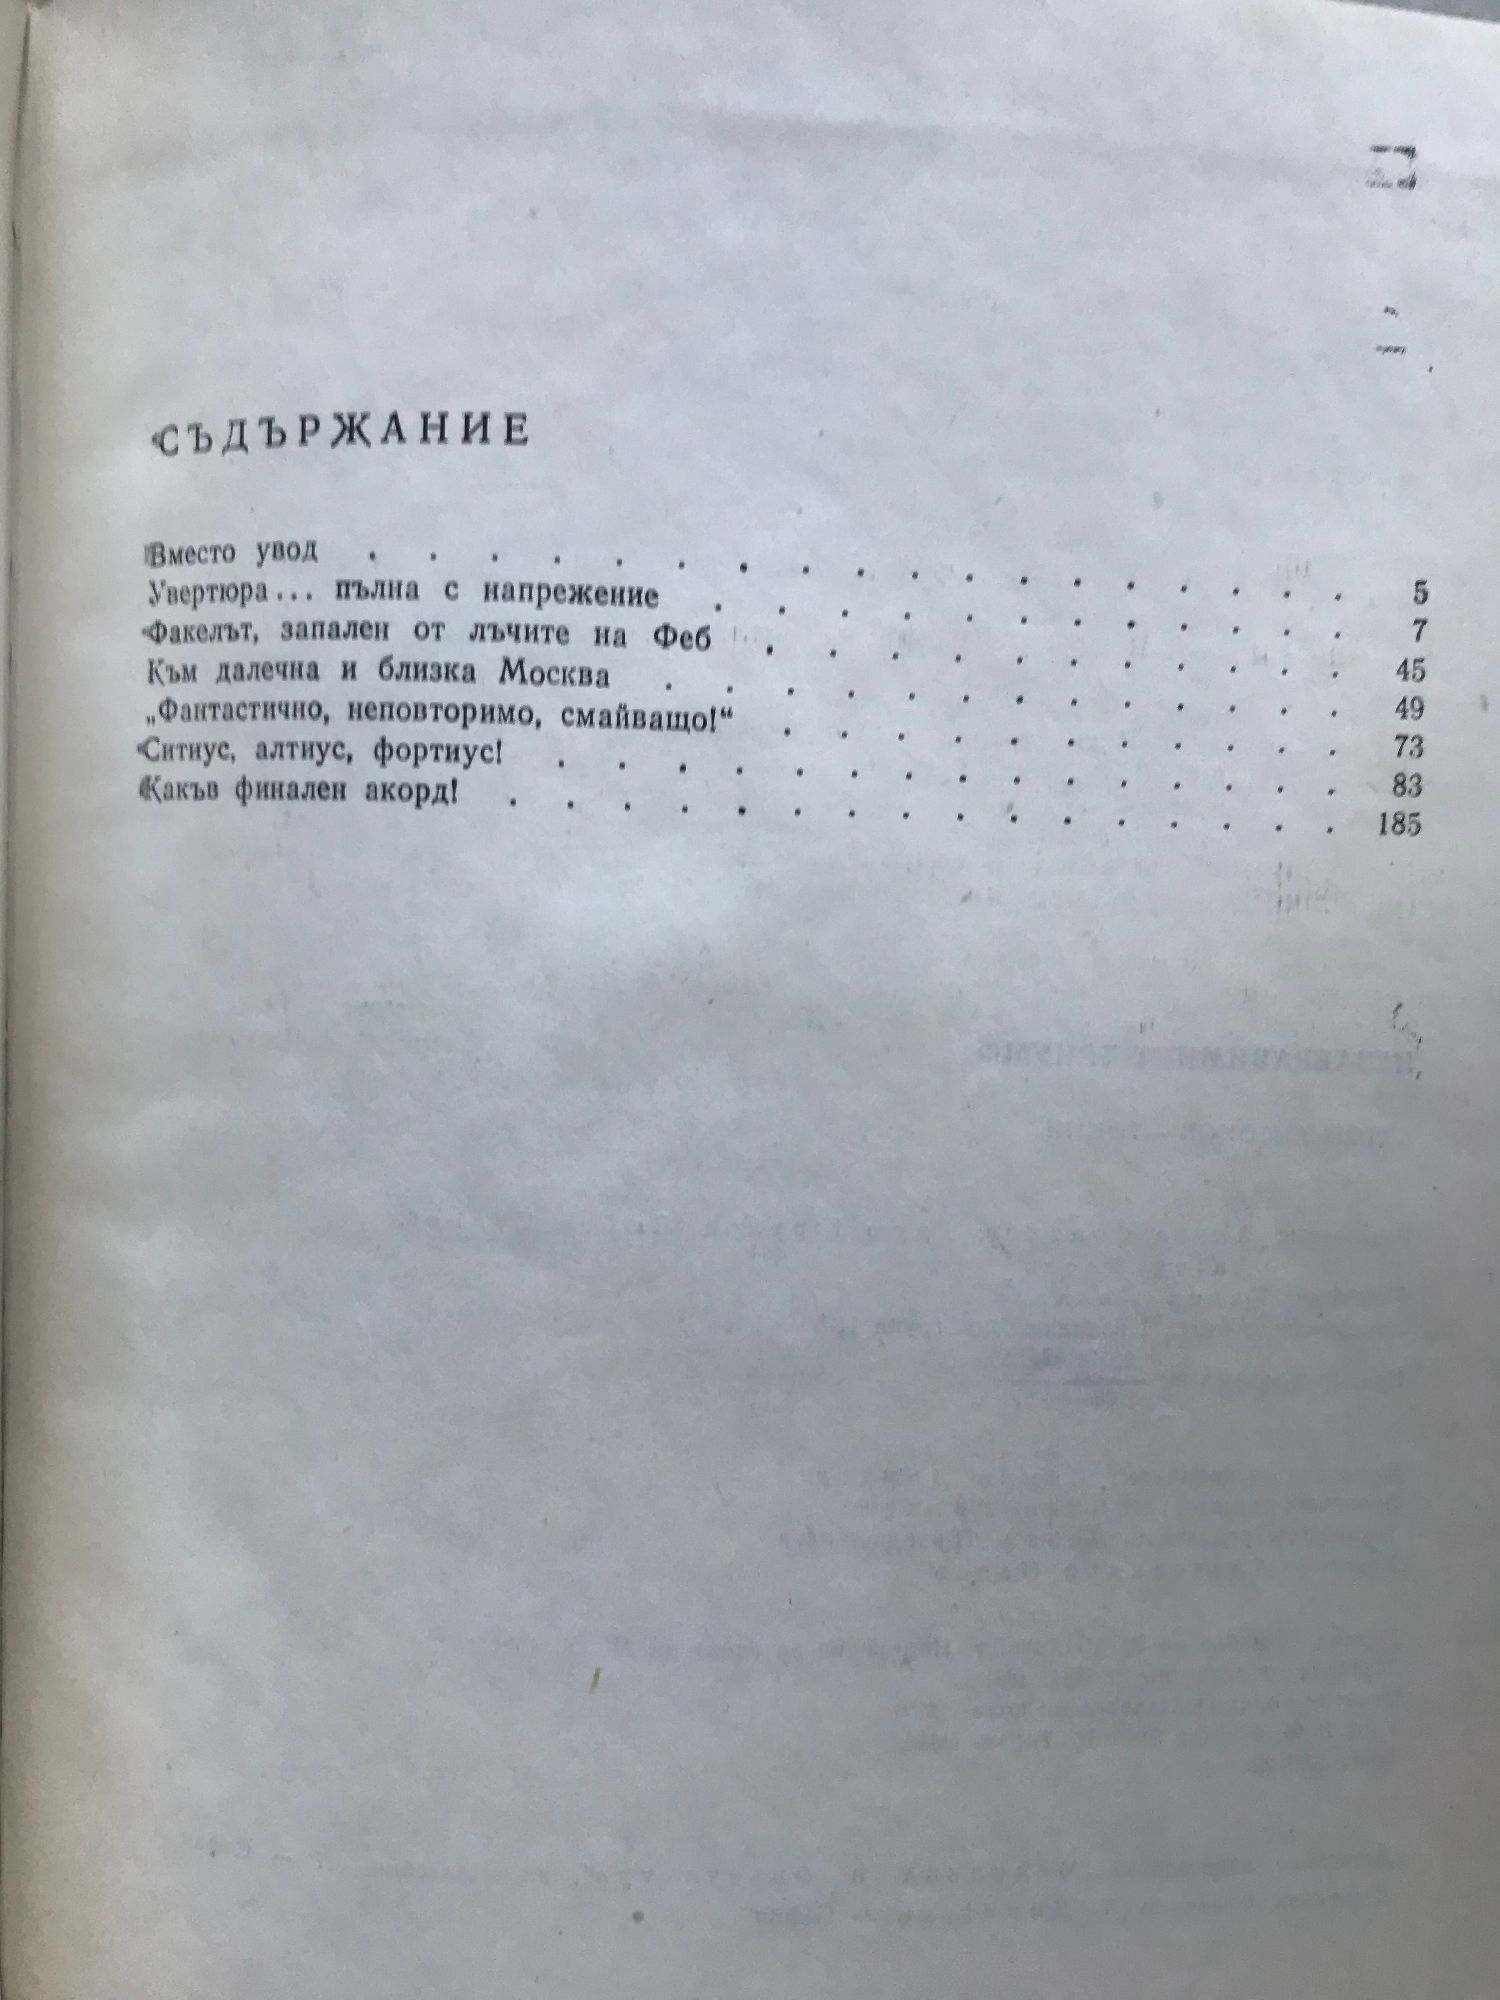 СЪДЪРЖАНИЕ
Вместо увод . . . . . . . . . . . . . . . . . . 5
Увертюра... пълна с напрежение . . . . . . . . . . . . 7
Факелът, запален от лъчите на Феб . . . . . . . . . . . 45
Към далечна и близка Москва . . . . . . . . . . . . 49
„Фантастично, неповторимо, смайващо!“ . . . . . . . . . . 73
Ситиус, алтиус, фортиус! . . . . . . . . . . . . . . 83
Какъв финален акорд! . . . . . . . . . . . . . . . 185